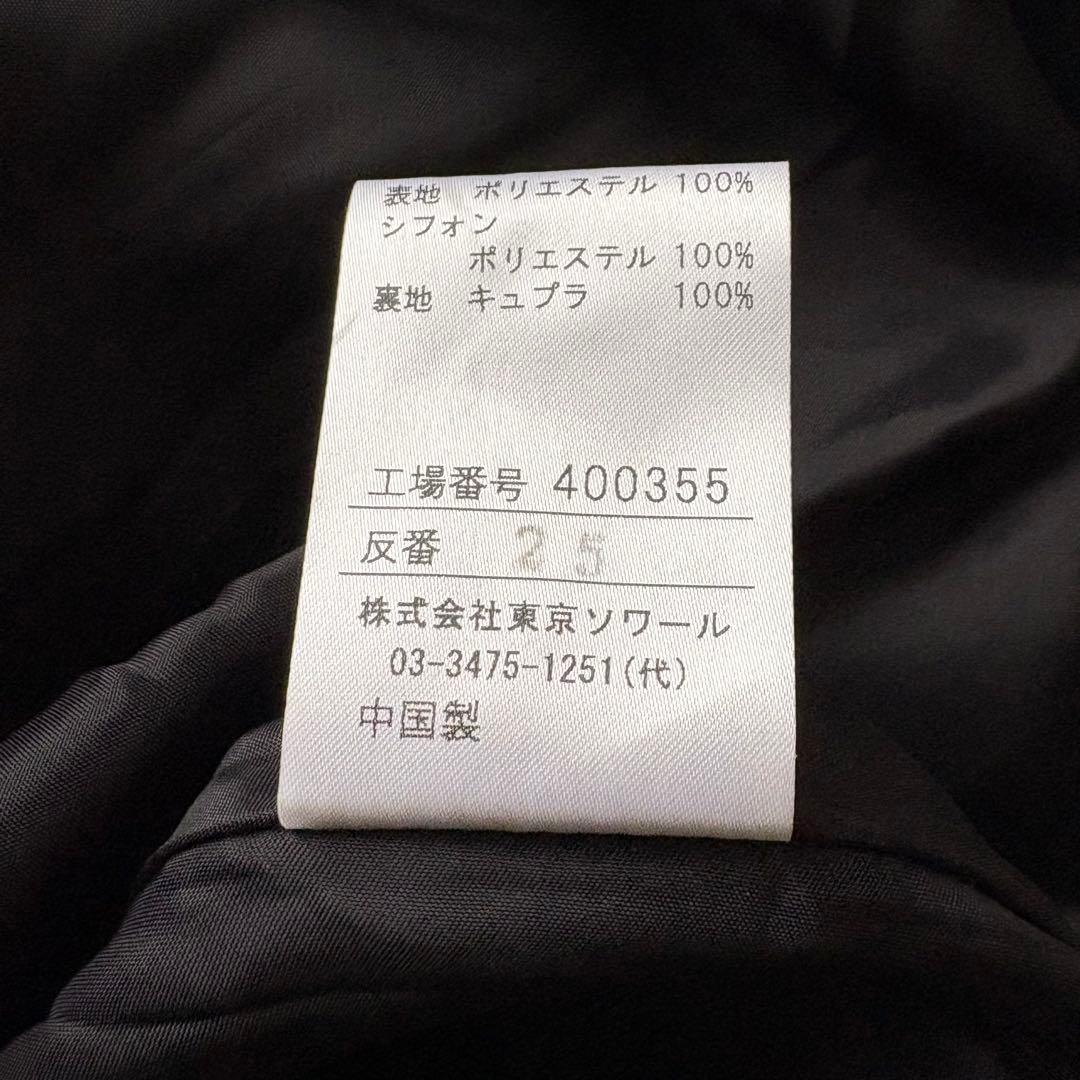 表地 ポリエステル 100%
シフォン
ポリエステル 100%
裏地 キュプラ 100%
工場番号 400355
反番 25
株式会社東京ソワール
03-3475-1251(代)
中国製